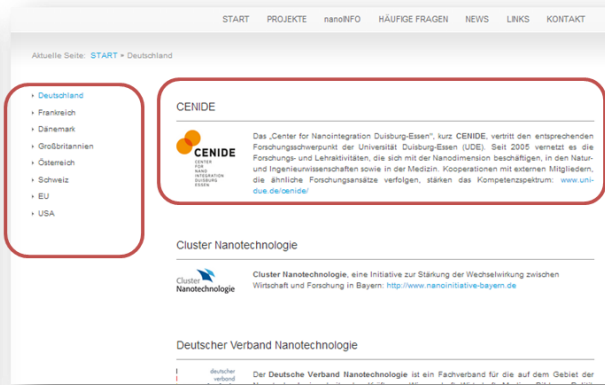 START PROJEKTE nanoINFO HÄUFIGE FRAGEN NEWS LINKS KONTAKT
Aktuelle Seite: START » Deutschland
Deutschland
Frankreich
Dänemark
Großbritannien
Österreich
Schweiz
EU
USA
CENIDE
CENIDE
CENTER
FOR
NANO
INTEGRATION
DUISBURG
ESSEN
Das „Center for Nanointegration Duisburg-Essen", kurz CENIDE, vertritt den entsprechenden
Forschungsschwerpunkt der Universität Duisburg-Essen (UDE). Seit 2005 vernetzt es die
Forschungs- und Lehraktivitäten, die sich mit der Nanodimension beschäftigen, in den Natur-
und Ingenieurwissenschaften sowie in der Medizin. Kooperationen mit externen Mitgliedern,
die ähnliche Forschungsansätze verfolgen, stärken das Kompetenzspektrum: www.uni-
due.de/cenide/
Cluster Nanotechnologie
Cluster
Nanotechnologie
Cluster Nanotechnologie, eine Initiative zur Stärkung der Wechselwirkung zwischen
Wirtschaft und Forschung in Bayern: http://www.nanoinitiative-bayern.de
Deutscher Verband Nanotechnologie
deutscher
verband
Der Deutsche Verband Nanotechnologie ist ein Fachverband für die auf dem Gebiet der